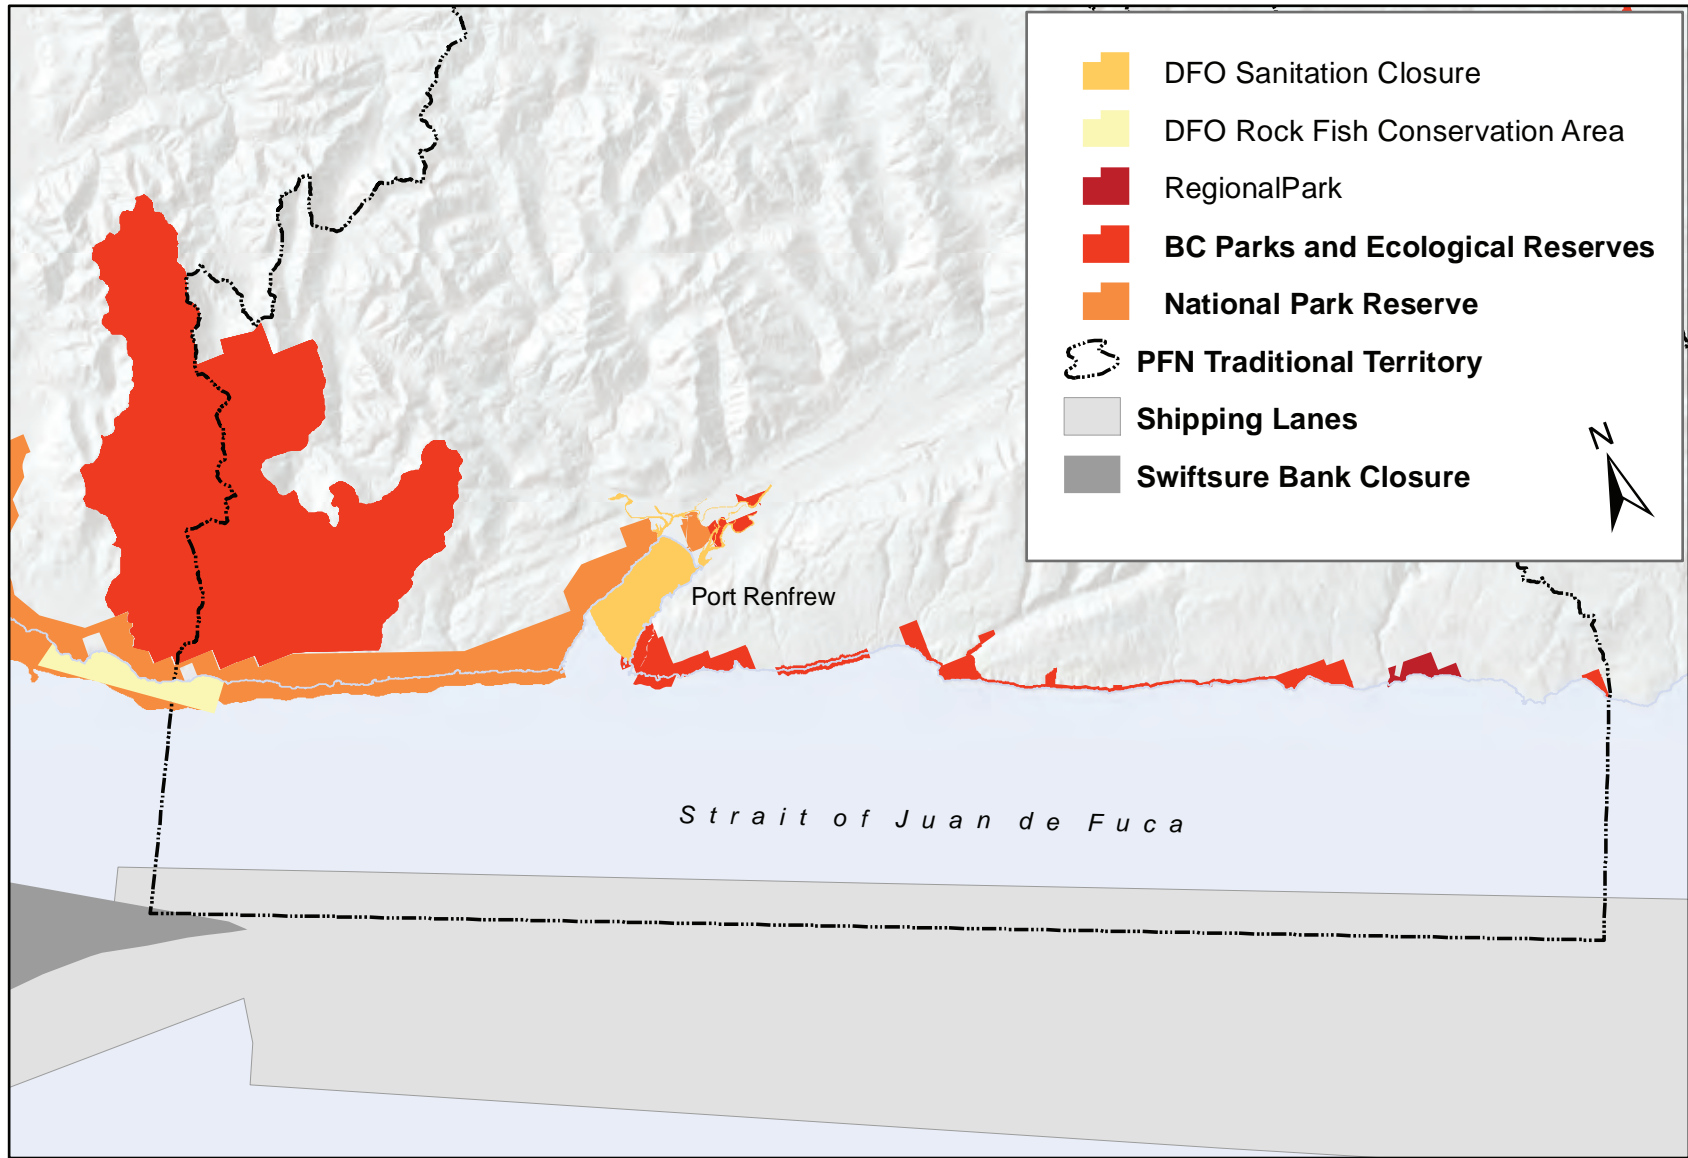 DFO Sanitation Closure
DFO Rock Fish Conservation Area
RegionalPark
BC Parks and Ecological Reserves
National Park Reserve
PFN Traditional Territory
Shipping Lanes
Swiftsure Bank Closure
N
Port Renfrew
Strait of Juan de Fuca